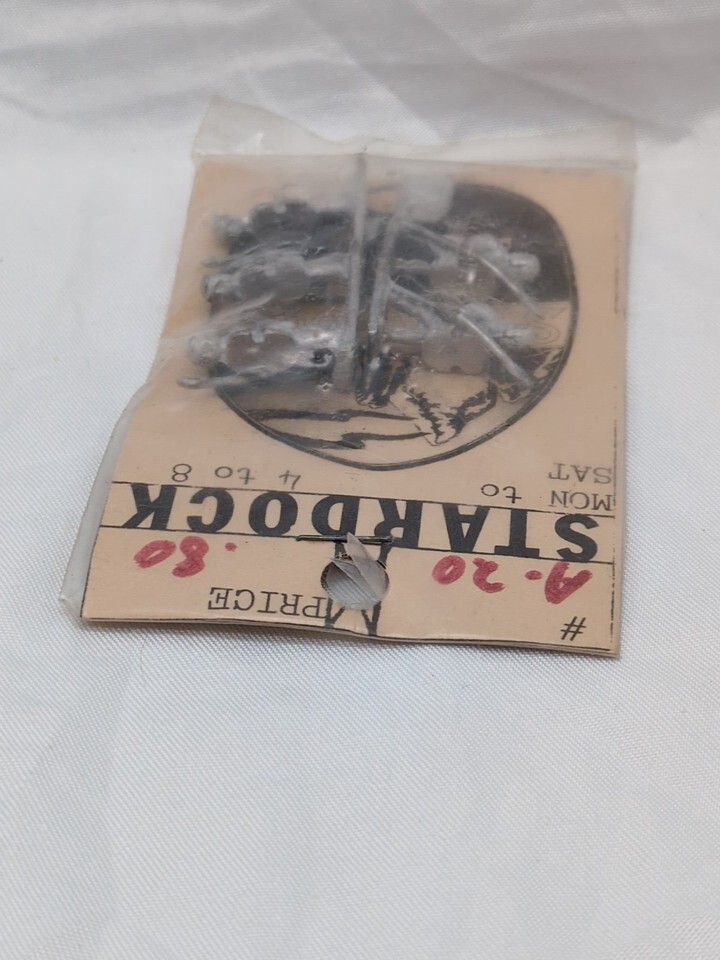 # PRICE
A-20 .80
STARDOCK
MON to
SAT 4 to 8